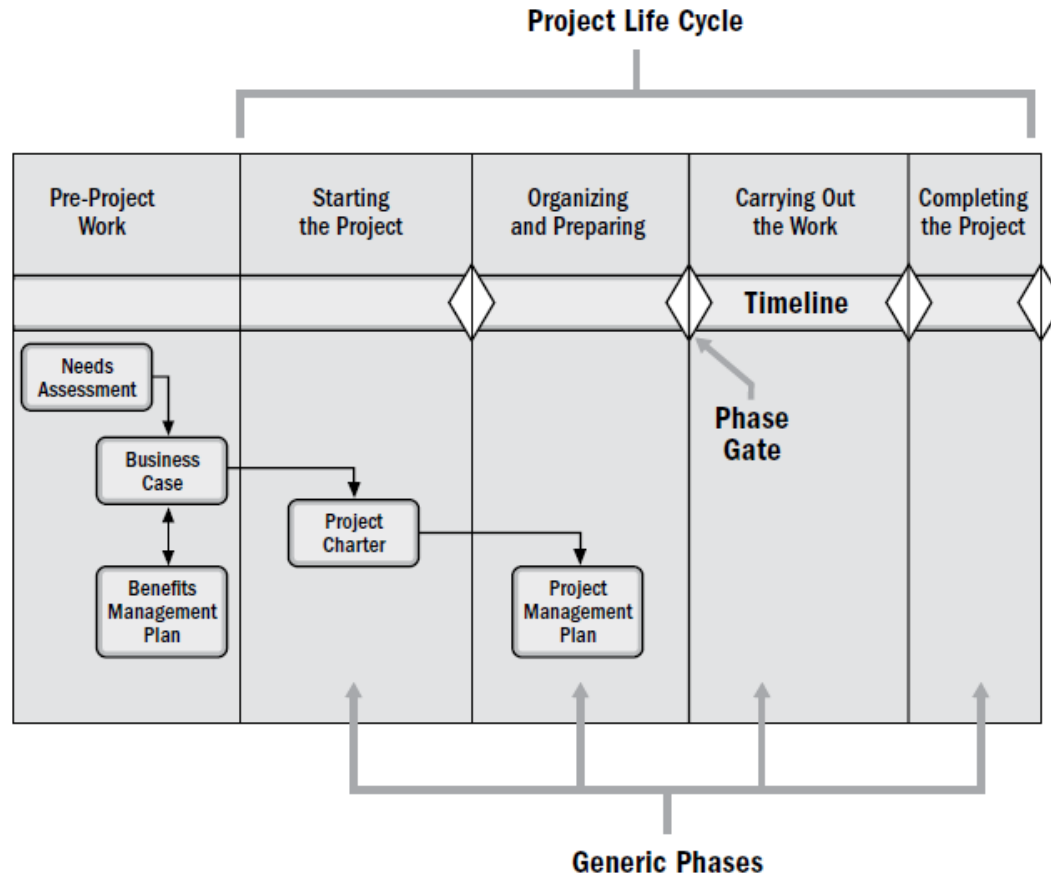 Project Life Cycle
Pre-Project
Work
Starting
the Project
Organizing
and Preparing
Carrying Out
the Work
Completing
the Project
Timeline
Needs
Assessment
Business
Case
Benefits
Management
Plan
Project
Charter
Project
Management
Plan
Phase
Gate
Generic Phases